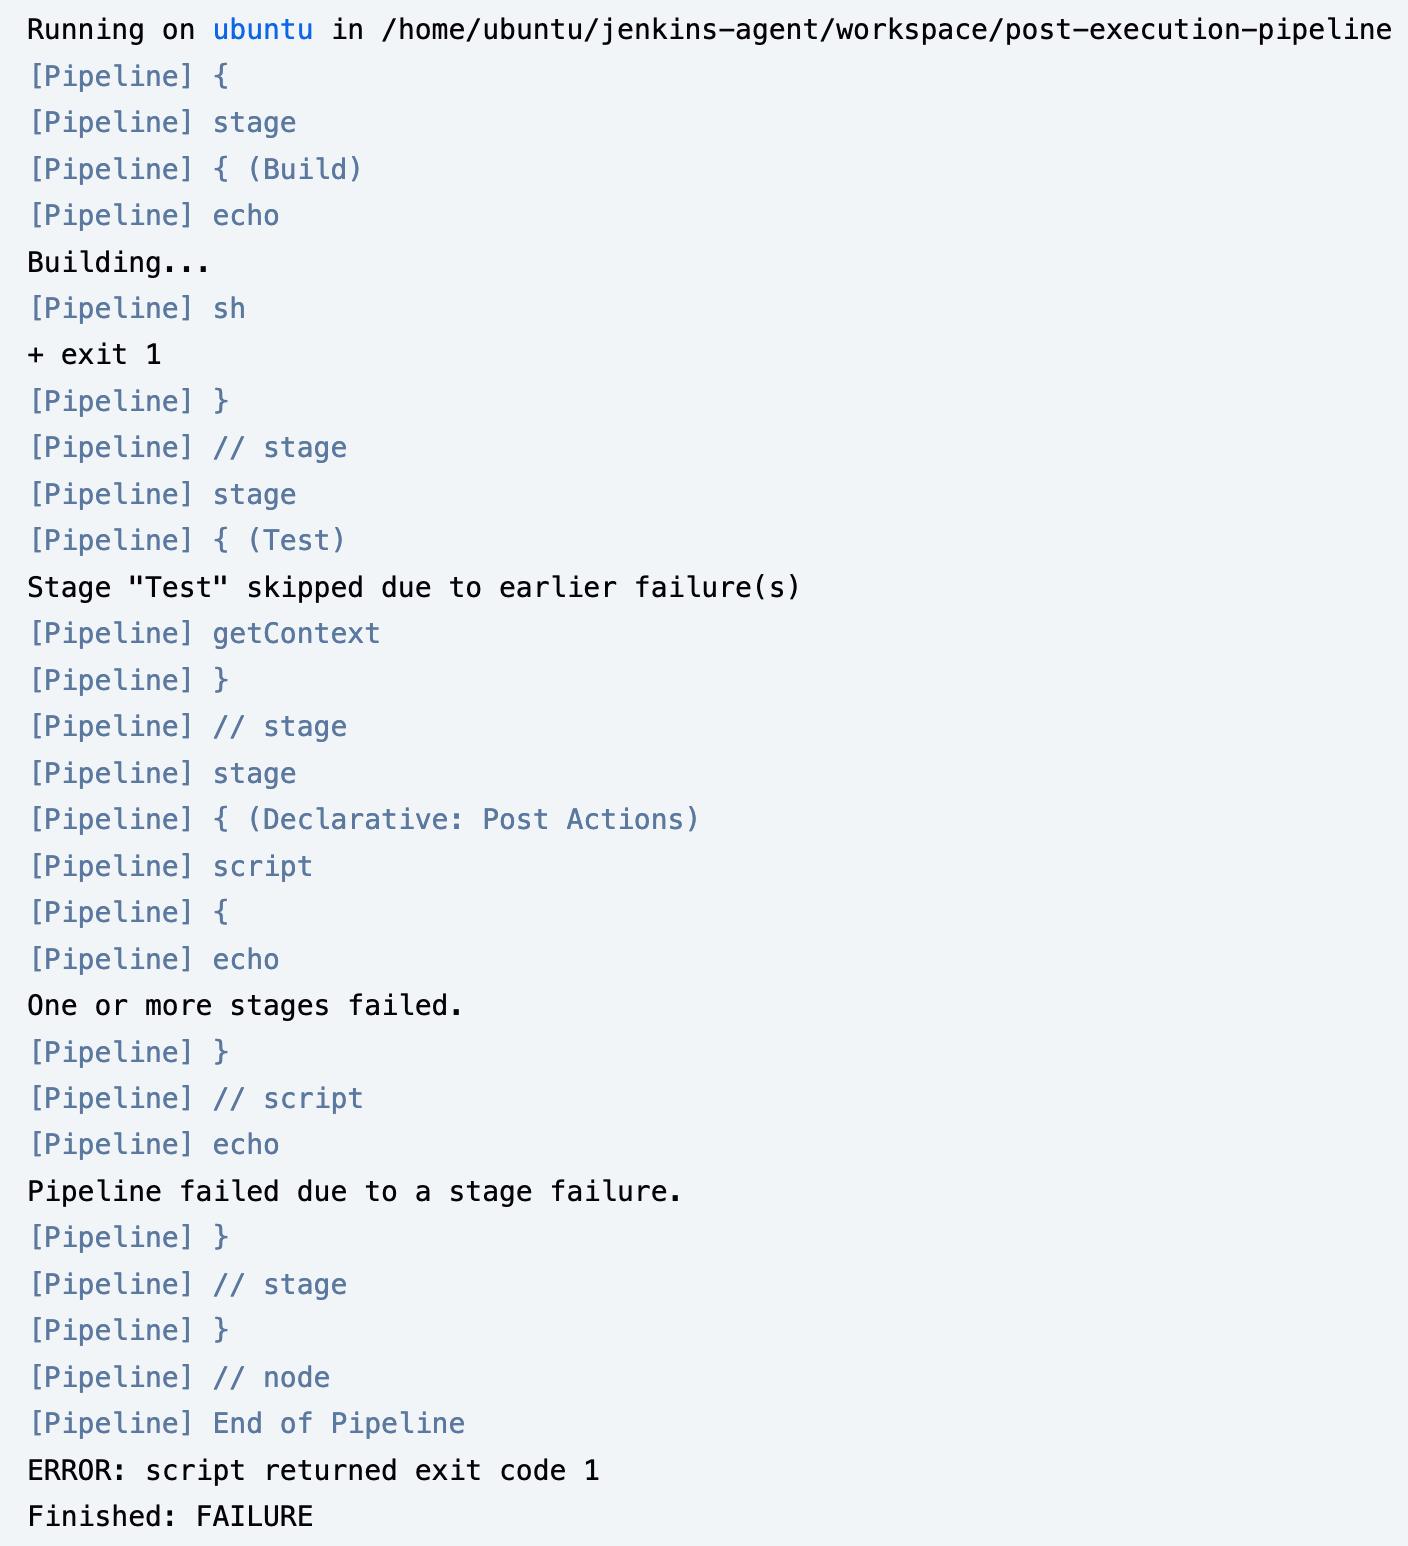 Running on ubuntu in /home/ubuntu/jenkins-agent/workspace/post-execution-pipeline
[Pipeline] {
[Pipeline] stage
[Pipeline] { (Build)
[Pipeline] echo
Building...
[Pipeline] sh
+ exit 1
[Pipeline] }
[Pipeline] // stage
[Pipeline] stage
[Pipeline] { (Test)
Stage "Test" skipped due to earlier failure(s)
[Pipeline] getContext
[Pipeline] }
[Pipeline] // stage
[Pipeline] stage
[Pipeline] { (Declarative: Post Actions)
[Pipeline] script
[Pipeline] {
[Pipeline] echo
One or more stages failed.
[Pipeline] }
[Pipeline] // script
[Pipeline] echo
Pipeline failed due to a stage failure.
[Pipeline] }
[Pipeline] // stage
[Pipeline] }
[Pipeline] // node
[Pipeline] End of Pipeline
ERROR: script returned exit code 1
Finished: FAILURE